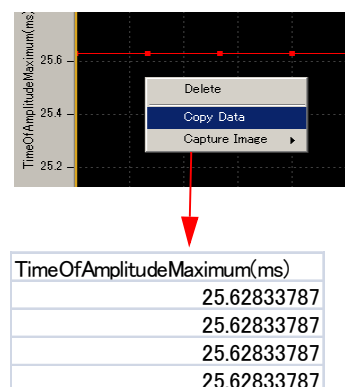 TimeOfAmplitudeMaximum(ms)
25.6
25.4
25.2
Delete
Copy Data
Capture Image
TimeOfAmplitudeMaximum(ms)
25.62833787
25.62833787
25.62833787
25.62833787